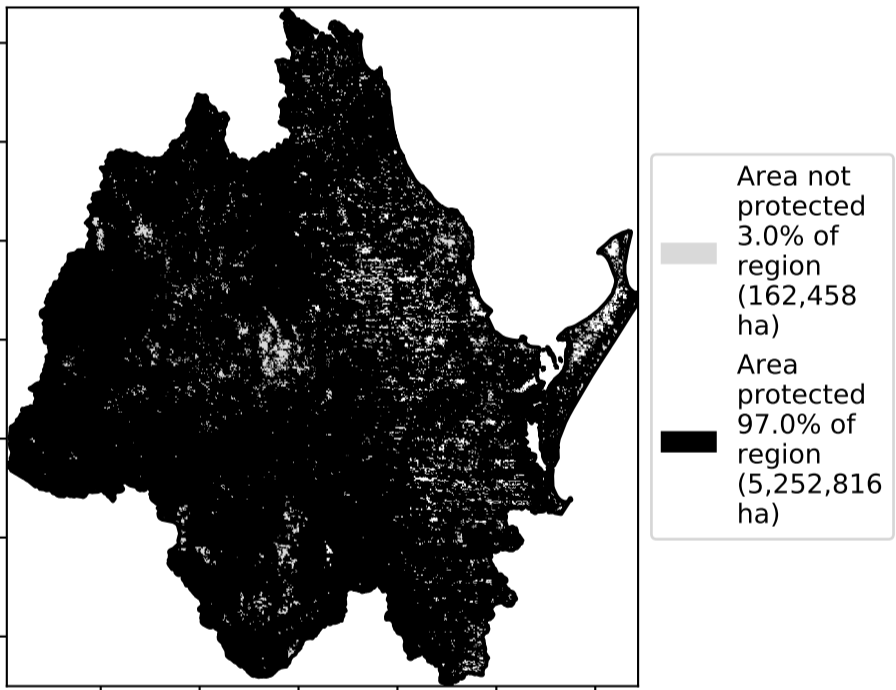 Area not
protected
3.0% of
region
(162,458
ha)
Area
protected
97.0% of
region
(5,252,816
ha)